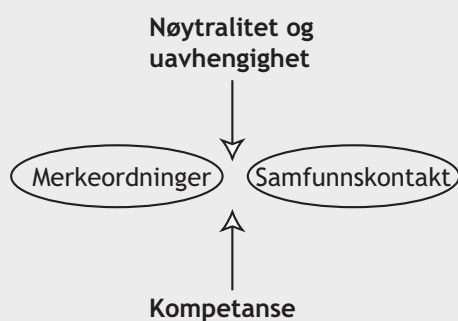 Nøytralitet og
uavhengighet
Merkeordninger Samfunnskontakt
Kompetanse